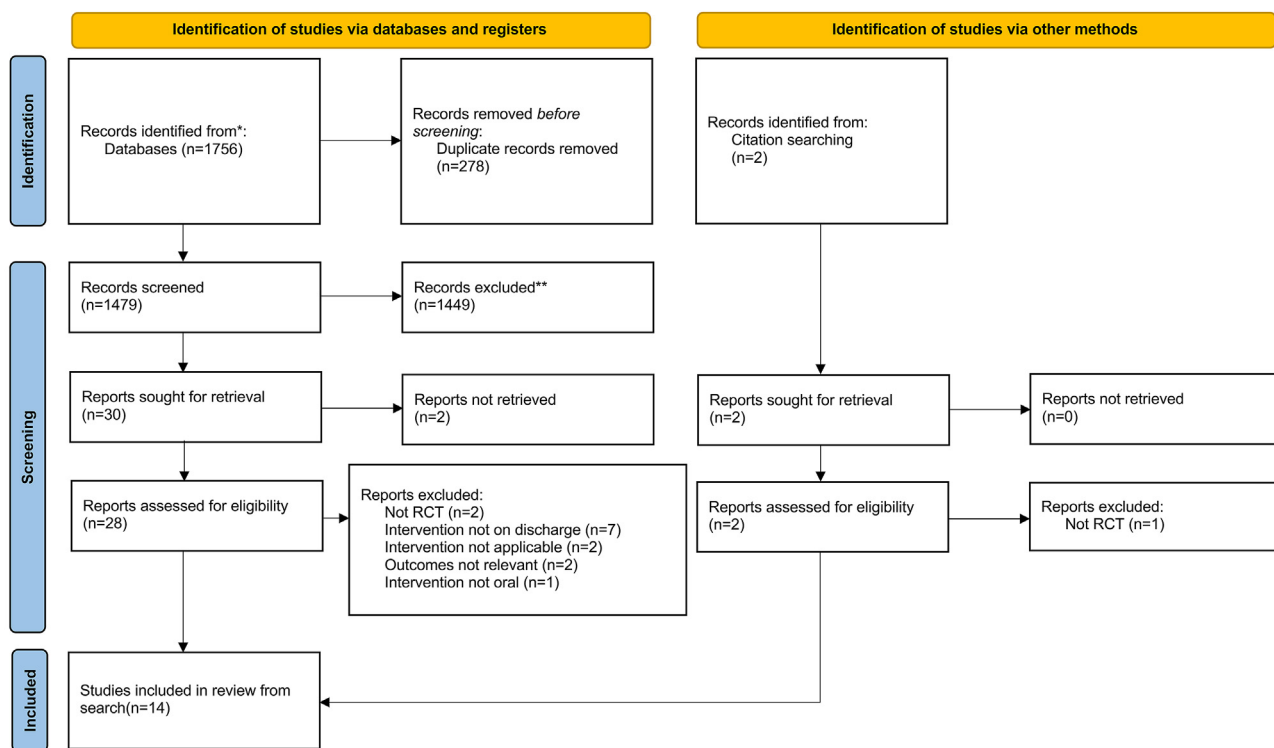 Identification of studies via databases and registers
Identification of studies via other methods
Identification
Records identified from*:
Databases (n=1756)
Records removed before
screening:
Duplicate records removed
(n=278)
Records identified from:
Citation searching
(n=2)
Screening
Records screened
(n=1479)
Records excluded**
(n=1449)
Reports sought for retrieval
(n=30)
Reports not retrieved
(n=2)
Reports sought for retrieval
(n=2)
Reports not retrieved
(n=0)
Reports assessed for eligibility
(n=28)
Reports excluded:
Not RCT (n=2)
Intervention not on discharge (n=7)
Intervention not applicable (n=2)
Outcomes not relevant (n=2)
Intervention not oral (n=1)
Reports assessed for eligibility
(n=2)
Reports excluded:
Not RCT (n=1)
Included
Studies included in review from
search(n=14)